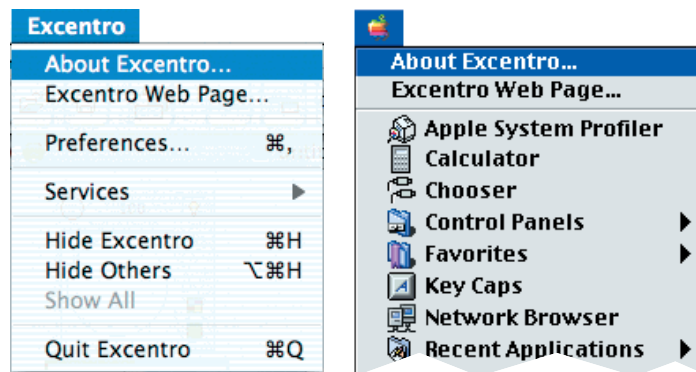 Excentro
About Excentro...
Excentro Web Page...
Preferences... ⌘,
Services
Hide Excentro ⌘H
Hide Others ⌥⌘H
Show All
Quit Excentro ⌘Q
About Excentro...
Excentro Web Page...
Apple System Profiler
Calculator
Chooser
Control Panels
Favorites
Key Caps
Network Browser
Recent Applications